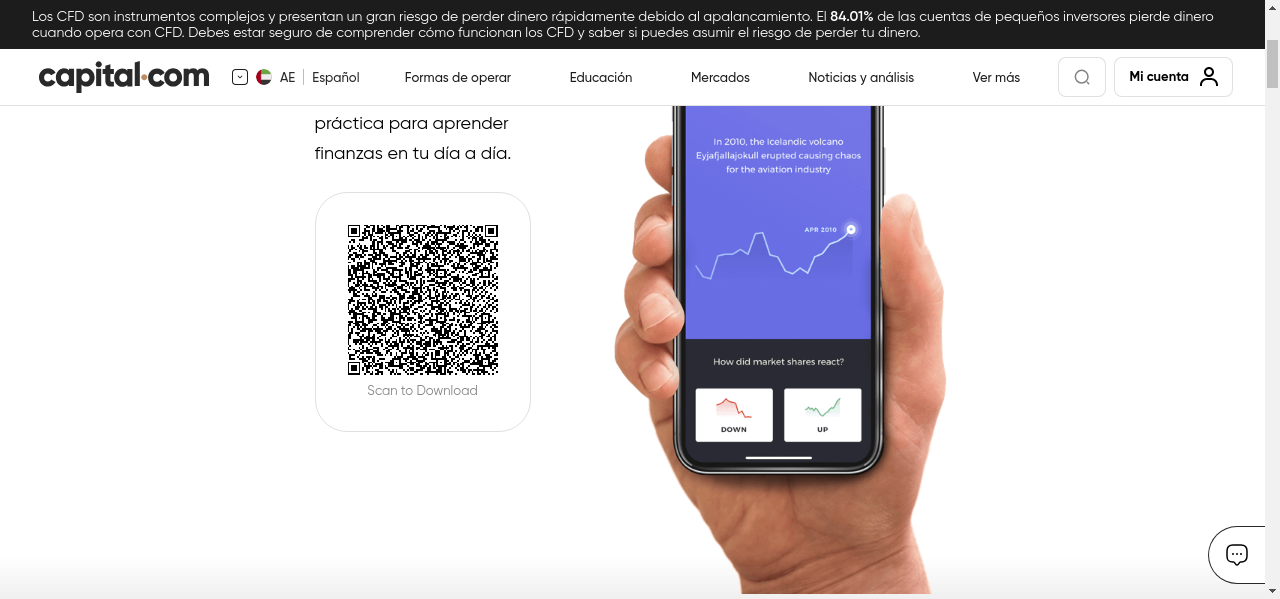 Los CFD son instrumentos complejos y presentan un gran riesgo de perder dinero rápidamente debido al apalancamiento. El 84.01% de las cuentas de pequeños inversores pierde dinero
cuando opera con CFD. Debes estar seguro de comprender cómo funcionan los CFD y saber si puedes asumir el riesgo de perder tu dinero.
capital.com AE Español Formas de operar Educación Mercados Noticias y análisis Ver más Mi cuenta
práctica para aprender
finanzas en tu día a día.
In 2010, the Icelandic volcano
Eyjafjallajokull erupted causing chaos
for the aviation industry
APR 2010
How did market shares react?
DOWN UP
Scan to Download